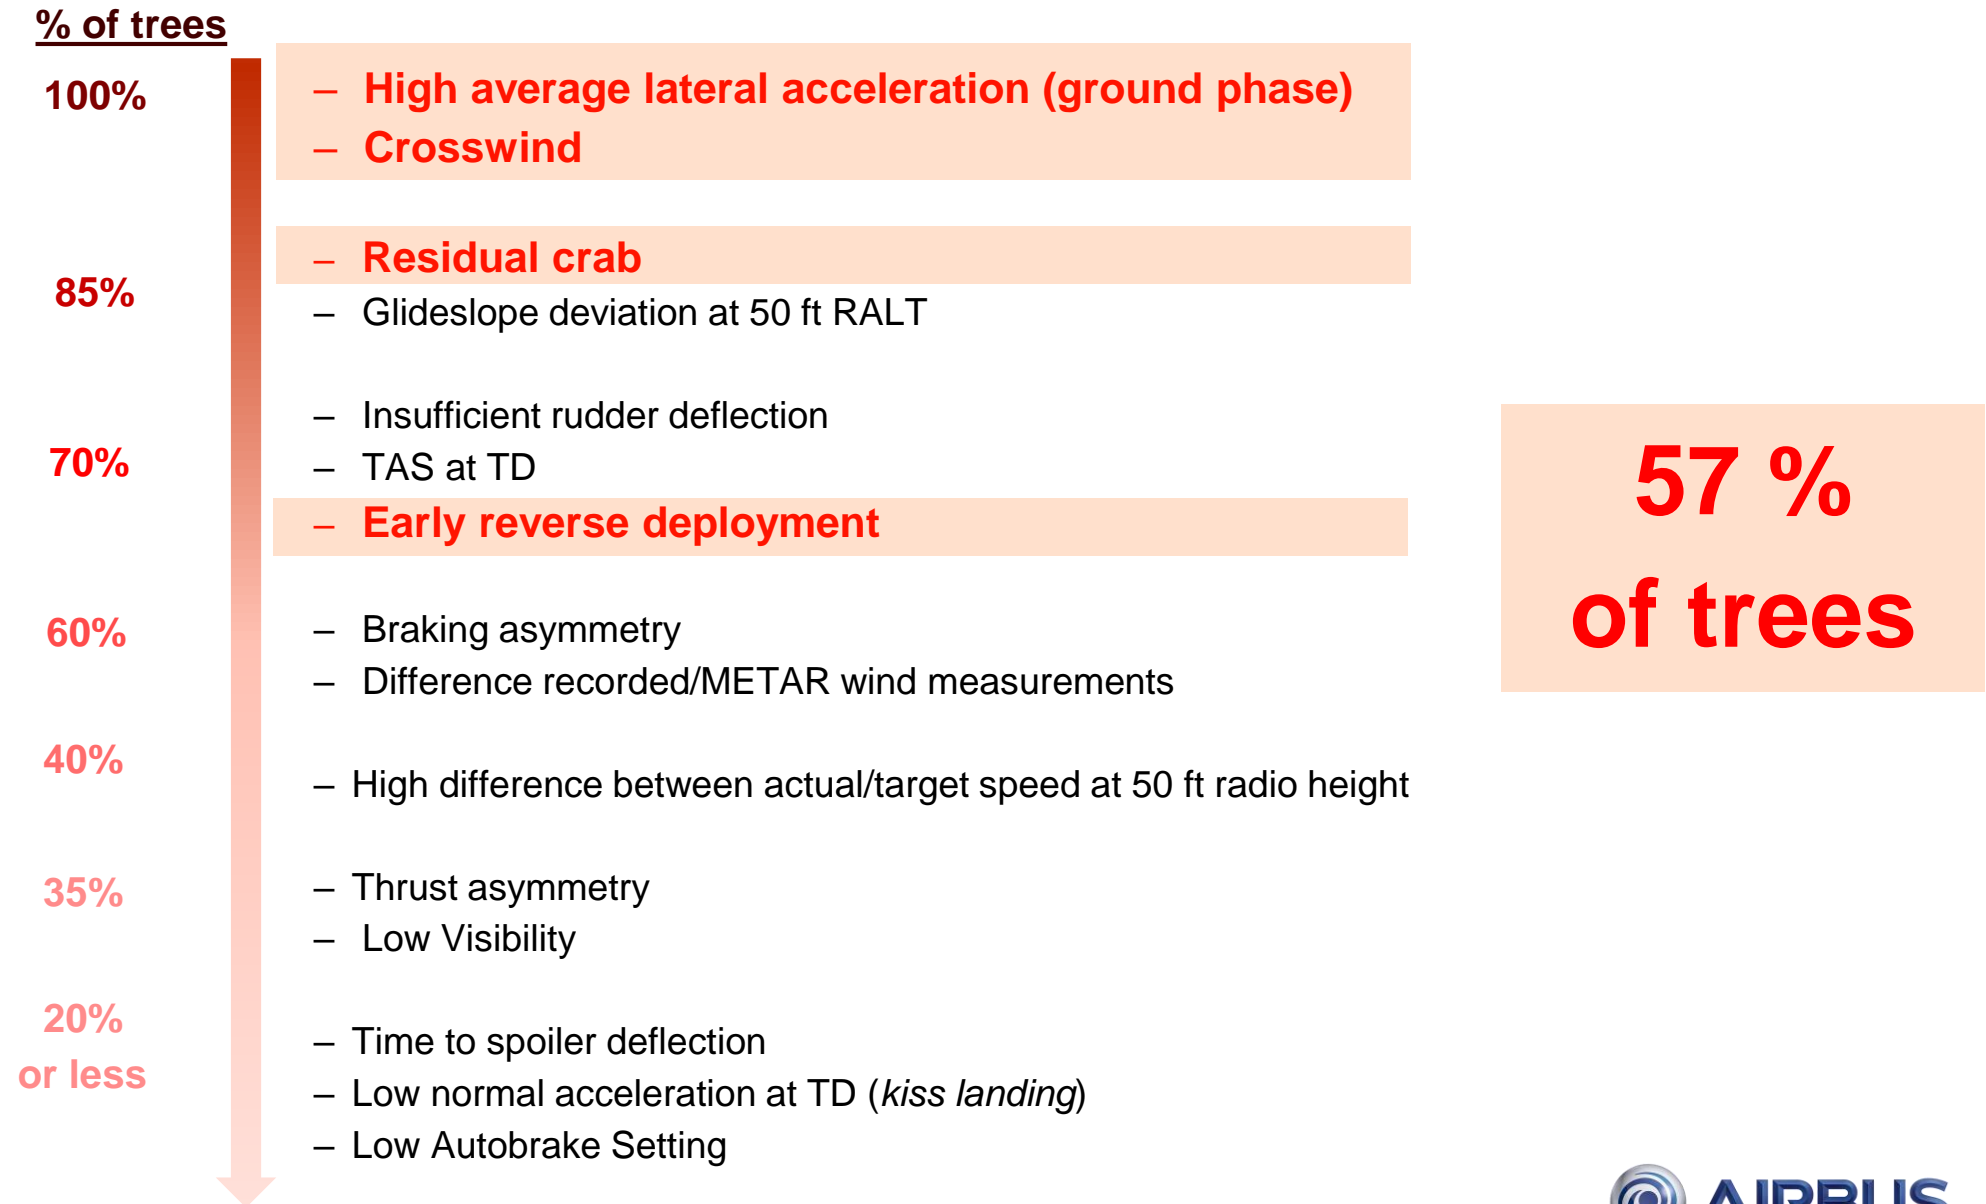 % of trees
100%
– High average lateral acceleration (ground phase)
– Crosswind
85%
– Residual crab
– Glideslope deviation at 50 ft RALT
70%
– Insufficient rudder deflection
– TAS at TD
– Early reverse deployment
57 %
of trees
60%
– Braking asymmetry
– Difference recorded/METAR wind measurements
40%
– High difference between actual/target speed at 50 ft radio height
35%
– Thrust asymmetry
– Low Visibility
20%
or less
– Time to spoiler deflection
– Low normal acceleration at TD (kiss landing)
– Low Autobrake Setting
AIRBUS